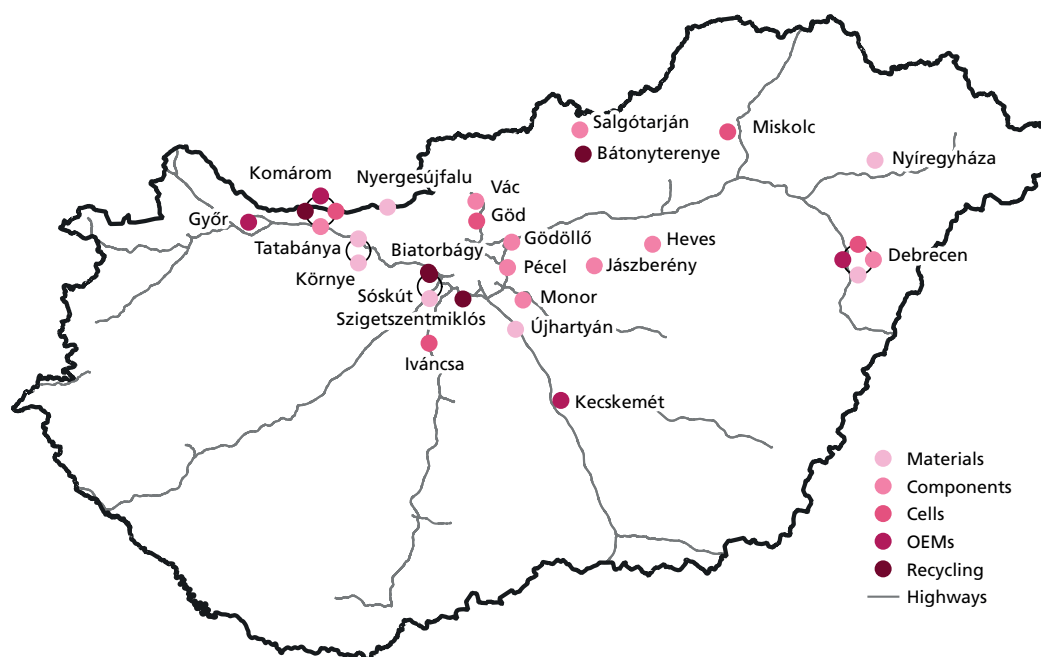 Salgótarján
Miskolc
Bátonyterenye
Nyíregyháza
Komárom
Nyergesújfalu
Vác
Győr
Göd
Tatabánya
Biatorbágy
Gödöllő
Heves
Debrecen
Környe
Pécel
Jászberény
Sóskút
Monor
Szigetszentmiklós
Újhartyán
Iváncsa
Kecskemét
Materials
Components
Cells
OEMs
Recycling
Highways